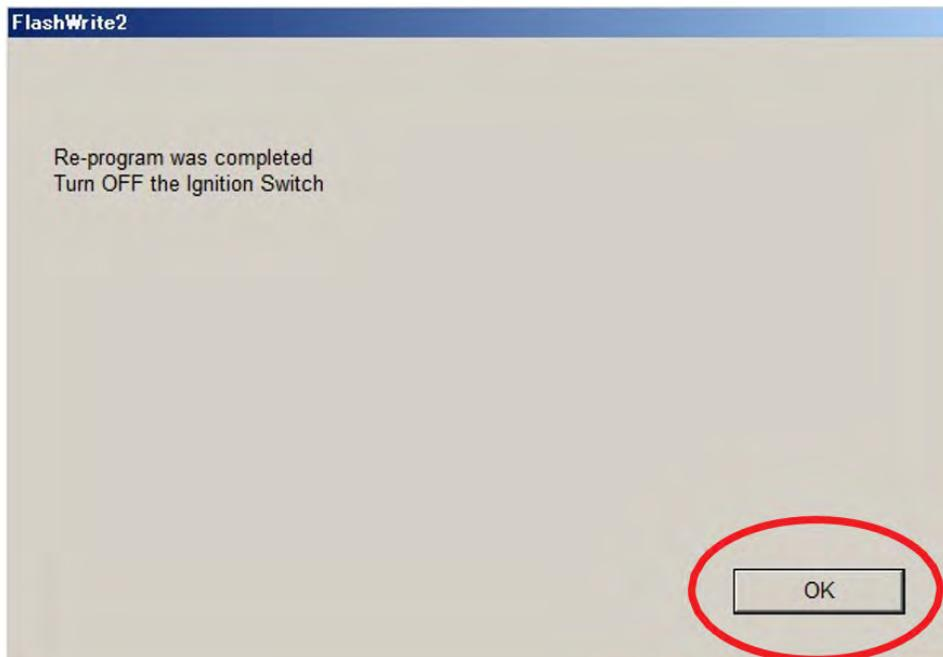 FlashWrite2
Re-program was completed
Turn OFF the Ignition Switch
OK